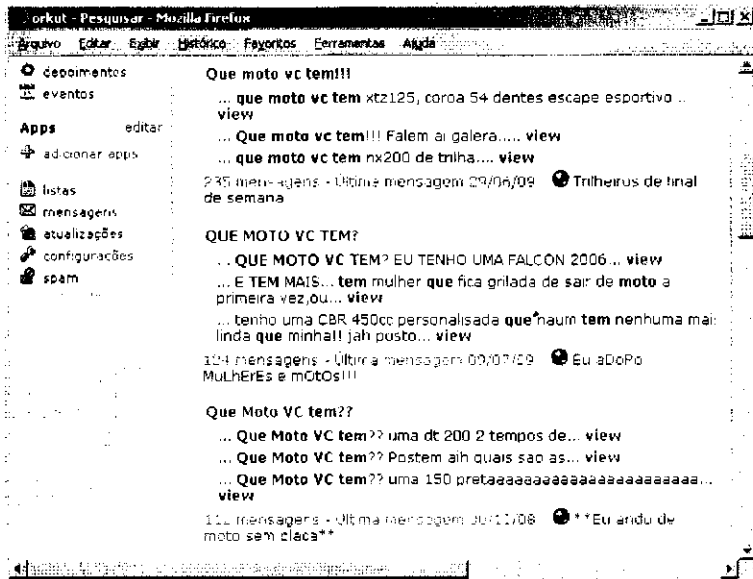 orkut - Pesquisar - Mozilla Firefox
Arquivo Editar Exibir Histórico Favoritos Ferramentas Ajuda
depoimentos
eventos
Apps editar
adicionar apps
listas
mensagens
atualizações
configurações
spam
Que moto vc tem!!!
... que moto vc tem xtz125, coroa 54 dentes escape esportivo ..
view
... Que moto vc tem!!! Falem ai galera..... view
... que moto vc tem nx200 de trilha.... view
235 mensagens - Última mensagem 29/06/09 Trilheiros de final
de semana
QUE MOTO VC TEM?
... QUE MOTO VC TEM? EU TENHO UMA FALCON 2006... view
... E TEM MAIS... tem mulher que fica grilada de sair de moto a
primeira vez,ou... view
... tenho uma CBR 450cc personalisada que naum tem nenhuma mai:
linda que minha!! jah posto... view
mensagens - Última mensagem Eu aDoPo
MuLhErEs e mOtOs!!!
Que Moto VC tem??
... Que Moto VC tem?? uma dt 200 2 tempos de... view
... Que Moto VC tem?? Postem aih quais sao as... view
... Que Moto VC tem?? uma 150 pretaaaaaaaaaaaaaaaaaaaaaaaa...
view
mensagens - Última mensagem **Eu andu de
moto sem claca**